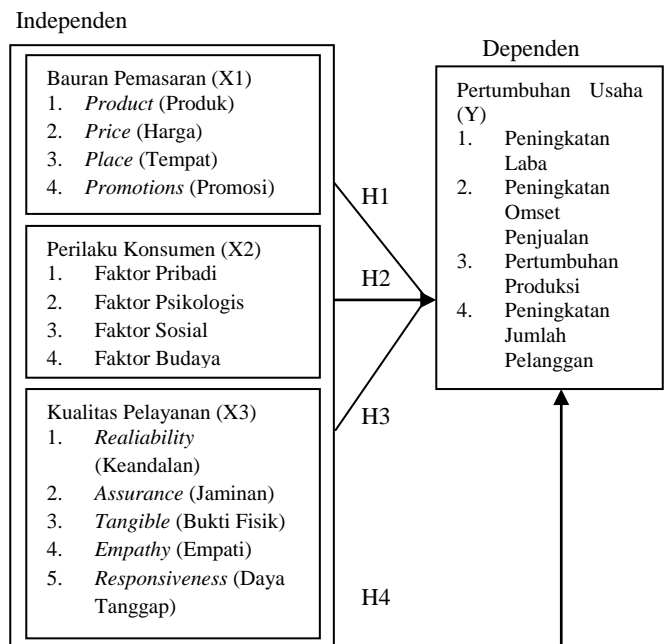 Independen
Bauran Pemasaran (X1)
1. Product (Produk)
2. Price (Harga)
3. Place (Tempat)
4. Promotions (Promosi)
Perilaku Konsumen (X2)
1. Faktor Pribadi
2. Faktor Psikologis
3. Faktor Sosial
4. Faktor Budaya
Kualitas Pelayanan (X3)
1. Realiability
(Keandalan)
2. Assurance (Jaminan)
3. Tangible (Bukti Fisik)
4. Empathy (Empati)
5. Responsiveness (Daya
Tanggap)
H1
H2
H3
H4
Dependen
Pertumbuhan Usaha
(Y)
1. Peningkatan
Laba
2. Peningkatan
Omset
Penjualan
3. Pertumbuhan
Produksi
4. Peningkatan
Jumlah
Pelanggan